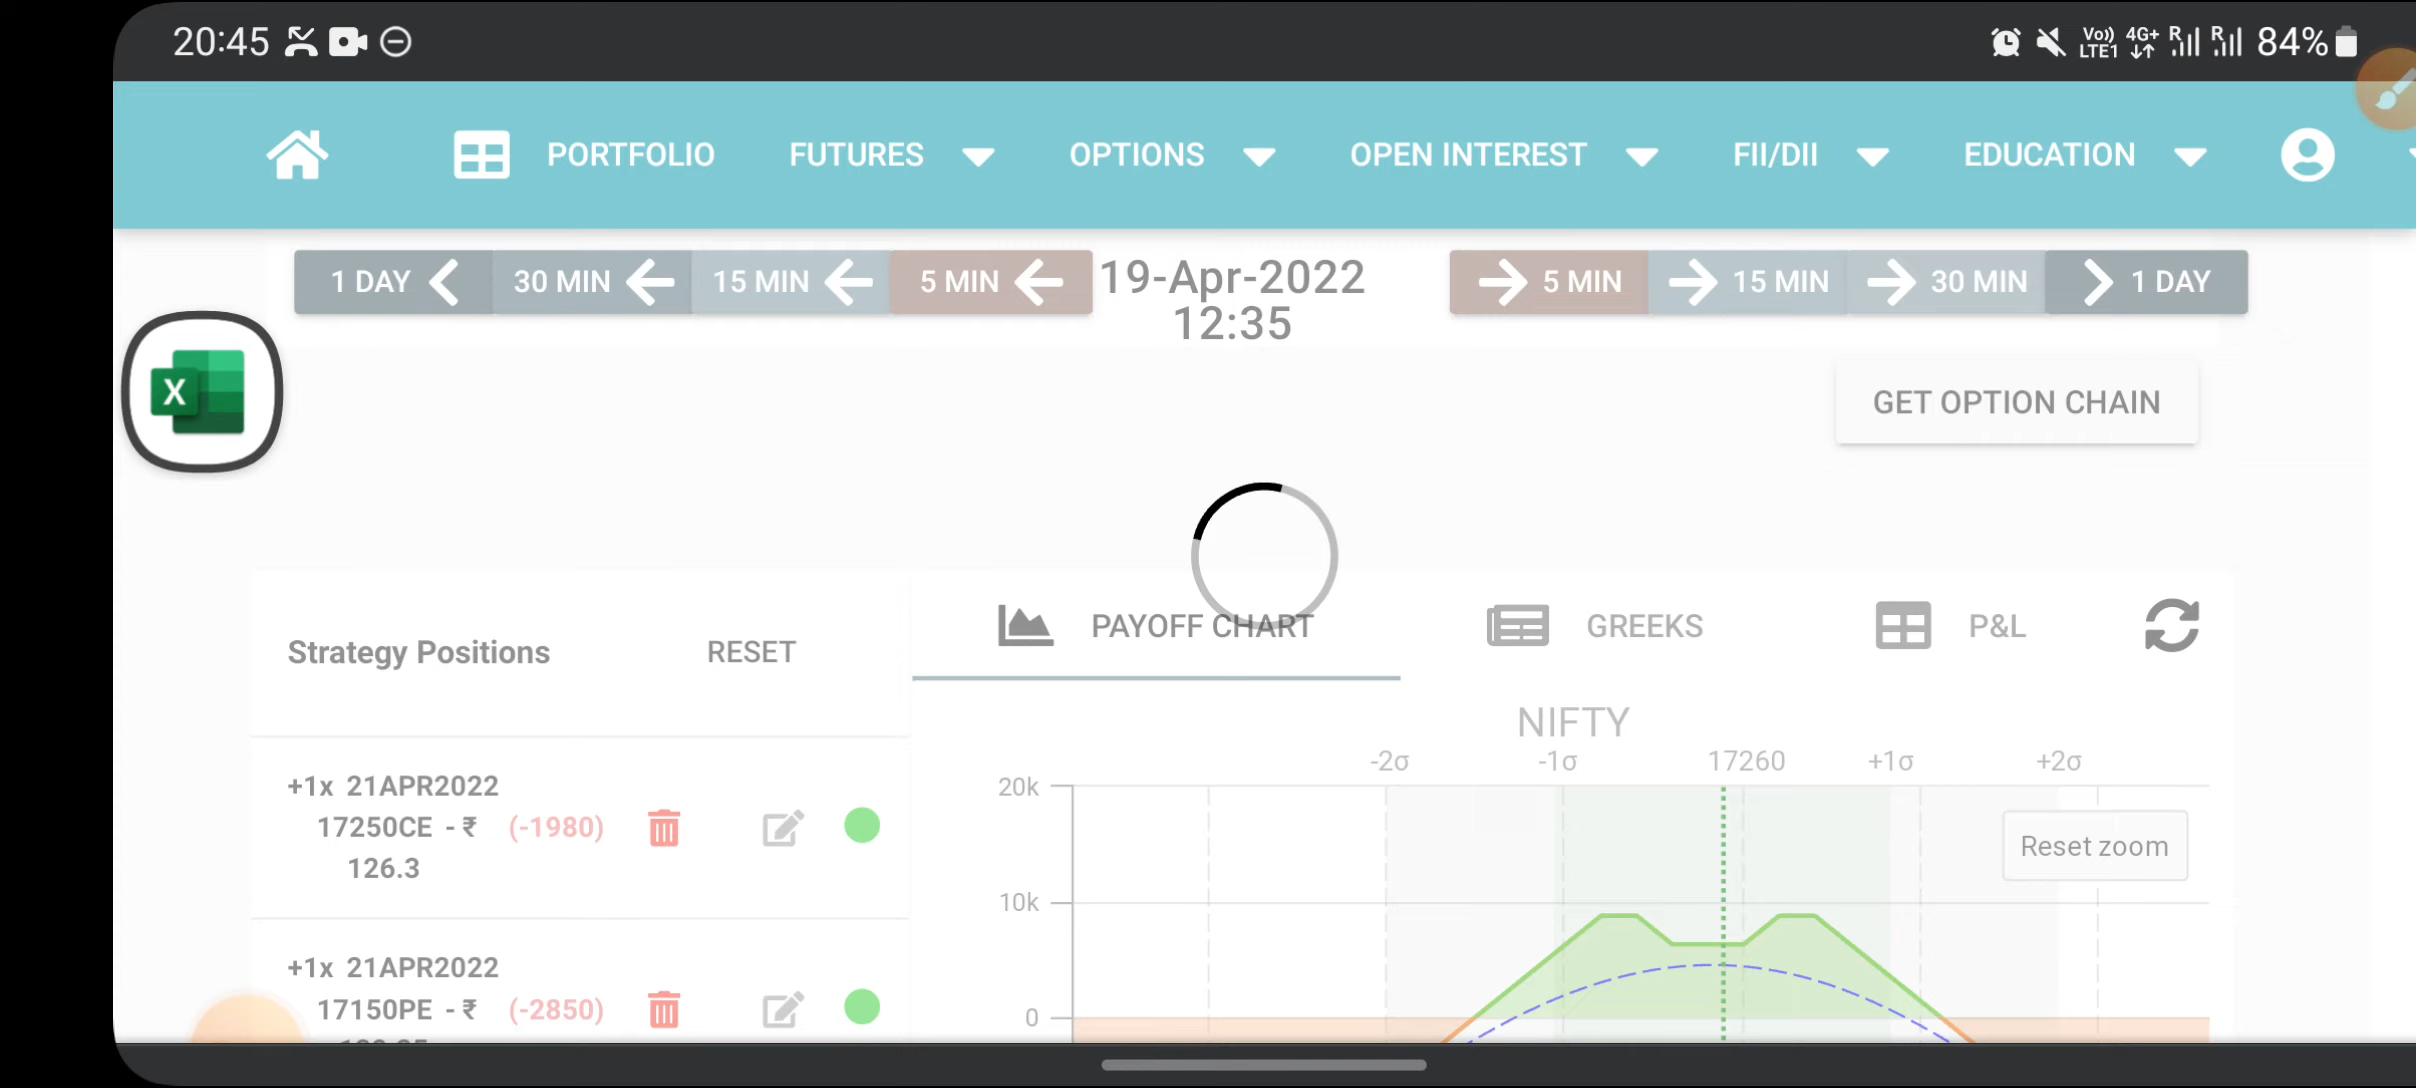 20:45 Vo)) LTE1 4G+ R R 84%
PORTFOLIO FUTURES OPTIONS OPEN INTEREST FII/DII EDUCATION
1 DAY 30 MIN 15 MIN 5 MIN 19-Apr-2022 5 MIN 15 MIN 30 MIN 1 DAY
12:35
X
GET OPTION CHAIN
Strategy Positions RESET
PAYOFF CHART GREEKS P&L
NIFTY
-2σ -1σ 17260 +1σ +2σ
20k
Reset zoom
10k
0
+1x 21APR2022
17250CE - ₹ (-1980)
126.3
+1x 21APR2022
17150PE - ₹ (-2850)